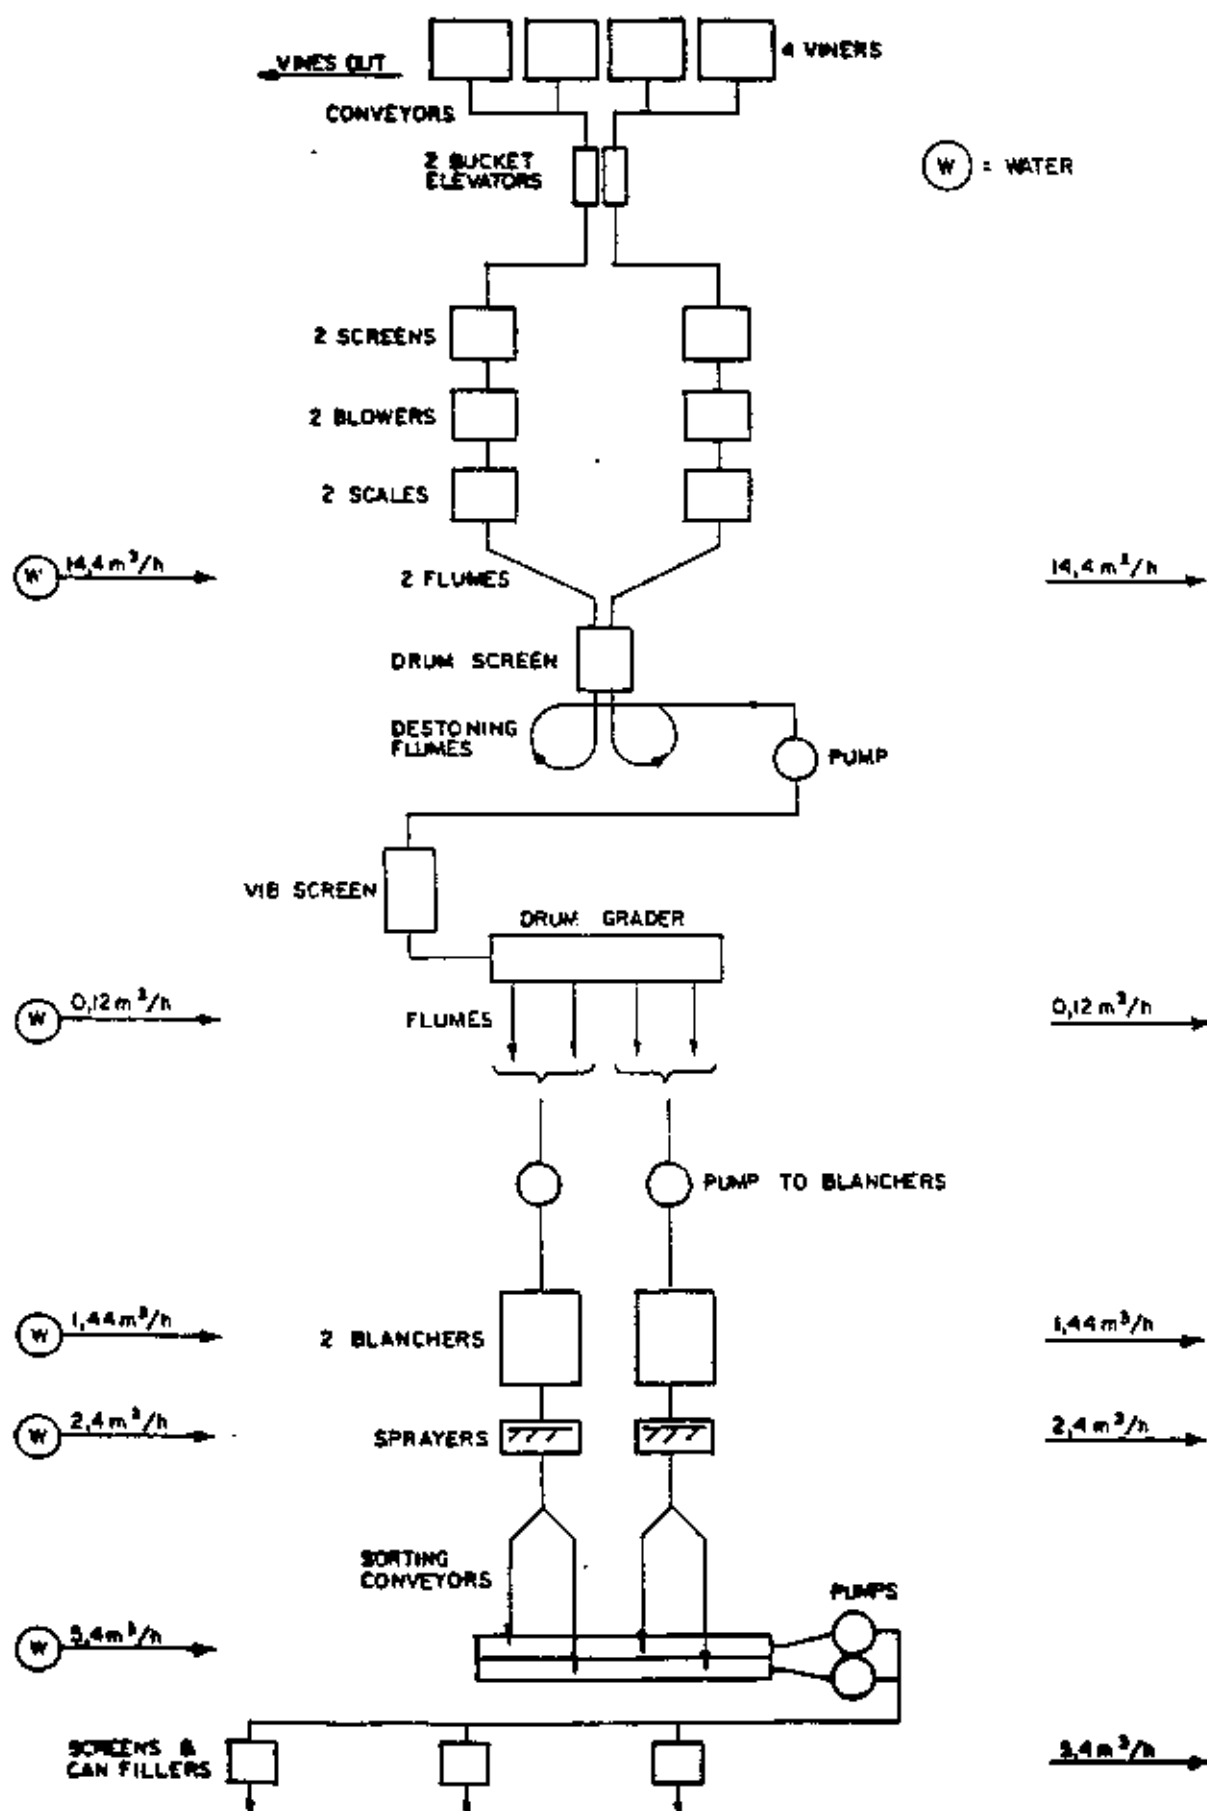 4 VINERS
VINES OUT
CONVEYORS
2 BUCKET
ELEVATORS
W = WATER
2 SCREENS
2 BLOWERS
2 SCALES
W 14,4 m³/h
2 FLUMES
14,4 m³/h
DRUM SCREEN
DESTONING
FLUMES
PUMP
VIB SCREEN
DRUM GRADER
W 0,12 m³/h
FLUMES
0,12 m³/h
PUMP TO BLANCHERS
W 1,44 m³/h
2 BLANCHERS
1,44 m³/h
W 2,4 m³/h
SPRAYERS
2,4 m³/h
SORTING
CONVEYORS
PUMPS
W 5,4 m³/h
SCREENS &
CAN FILLERS
5,4 m³/h